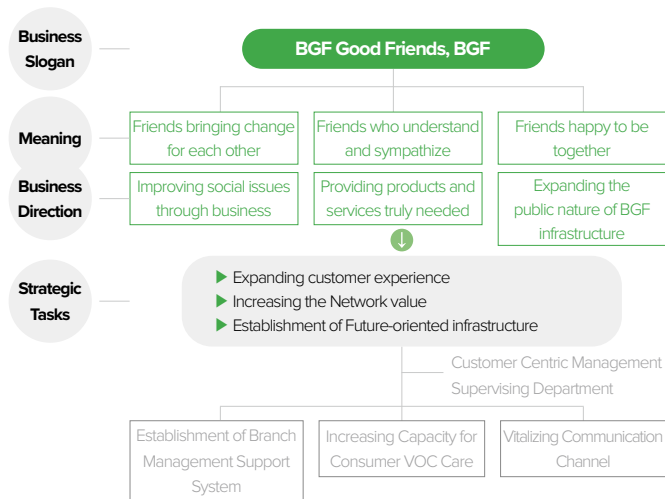 Business
Slogan
BGF Good Friends, BGF
Meaning
Friends bringing change
for each other
Friends who understand
and sympathize
Friends happy to be
together
Business
Direction
Improving social issues
through business
Providing products and
services truly needed
Expanding the
public nature of BGF
infrastructure
Strategic
Tasks
Expanding customer experience
Increasing the Network value
Establishment of Future-oriented infrastructure
Customer Centric Management
Supervising Department
Establishment of Branch
Management Support
System
Increasing Capacity for
Consumer VOC Care
Vitalizing Communication
Channel